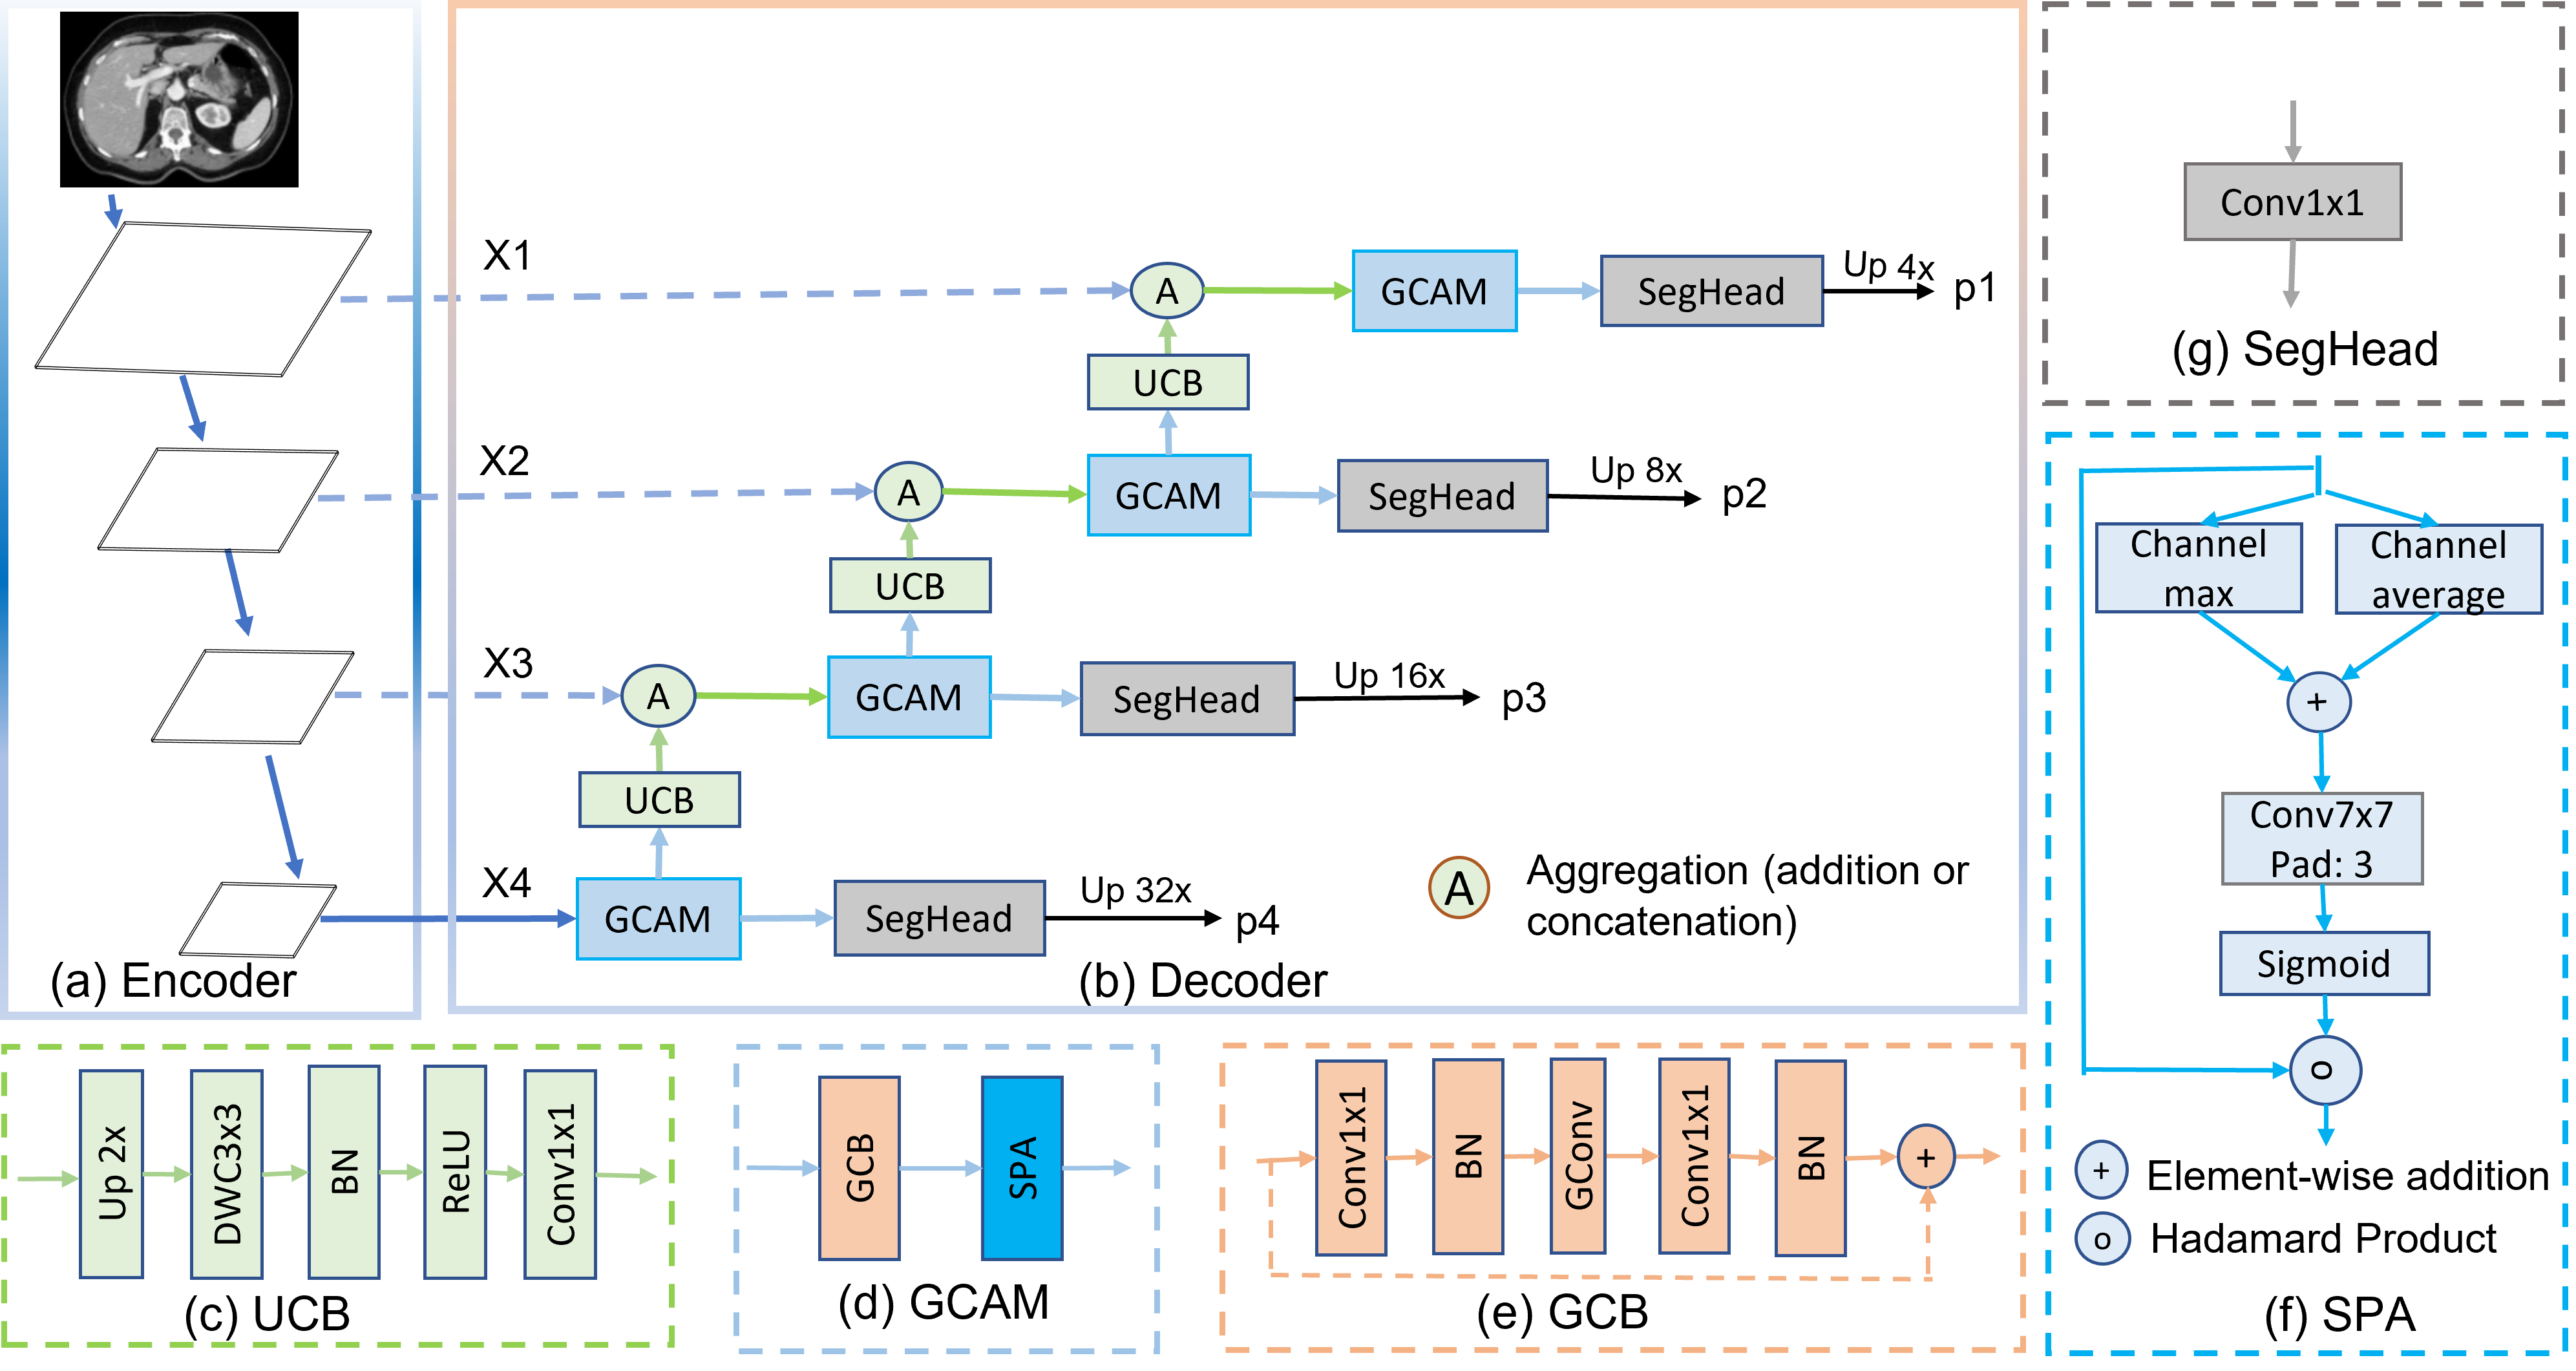 X1
A
GCAM
SegHead
Up 4x
p1
UCB
X2
A
GCAM
SegHead
Up 8x
p2
UCB
X3
A
GCAM
SegHead
Up 16x
p3
UCB
X4
GCAM
SegHead
Up 32x
p4
A
Aggregation (addition or
concatenation)
(a) Encoder
(b) Decoder
Up 2x
DWC3x3
BN
ReLU
Conv1x1
(c) UCB
GCB
SPA
(d) GCAM
Conv1x1
BN
GConv
Conv1x1
BN
+
(e) GCB
Conv1x1
(g) SegHead
Channel
max
Channel
average
+
Conv7x7
Pad: 3
Sigmoid
o
+
Element-wise addition
o
Hadamard Product
(f) SPA